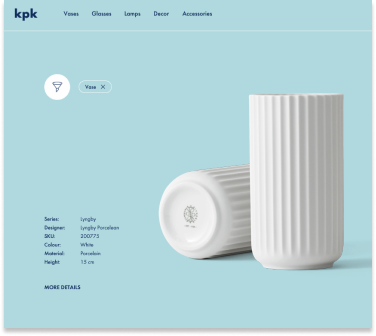 kpk
Vases Glasses Lamps Decor Accessories
Vase X
Series: Lyngby
Designer: Lyngby Porcelæn
SKU: 200775
Colour: White
Material: Porcelain
Height: 15 cm
MORE DETAILS